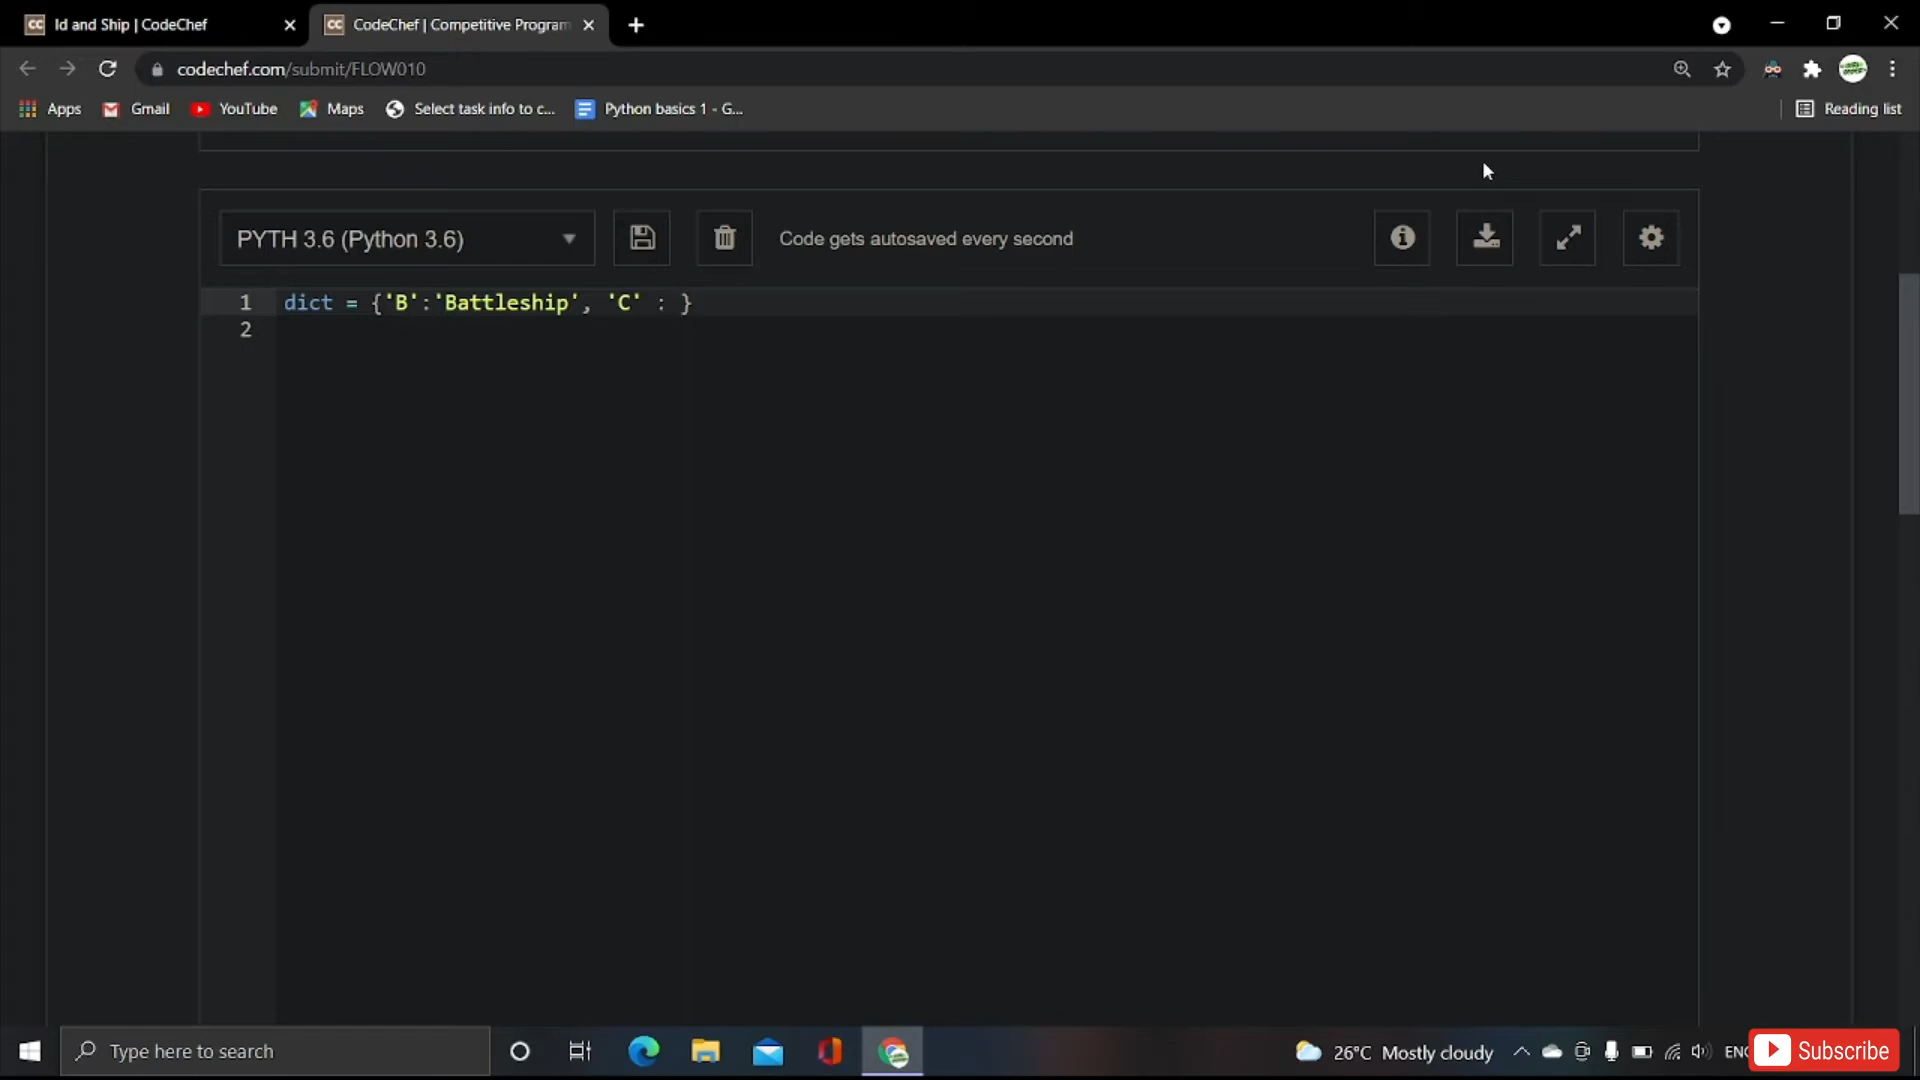 Id and Ship | CodeChef
CodeChef | Competitive Program
codechef.com/submit/FLOW010
Apps
Gmail
YouTube
Maps
Select task info to c...
Python basics 1 - G...
Reading list
PYTH 3.6 (Python 3.6)
Code gets autosaved every second
1 dict = {'B':'Battleship', 'C' : }
2
Type here to search
26°C Mostly cloudy
ENG
Subscribe